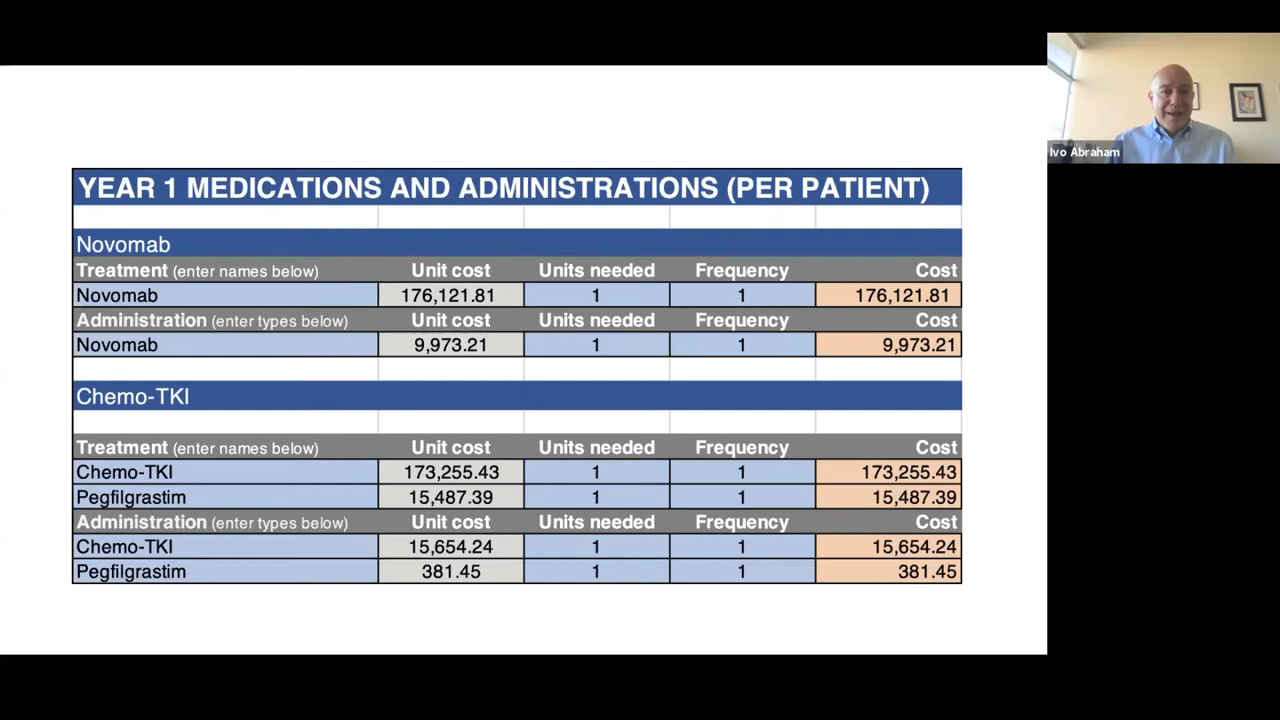 YEAR 1 MEDICATIONS AND ADMINISTRATIONS (PER PATIENT)
Novomab
Treatment (enter names below) Unit cost Units needed Frequency Cost
Novomab 176,121.81 1 1 176,121.81
Administration (enter types below) Unit cost Units needed Frequency Cost
Novomab 9,973.21 1 1 9,973.21
Chemo-TKI
Treatment (enter names below) Unit cost Units needed Frequency Cost
Chemo-TKI 173,255.43 1 1 173,255.43
Pegfilgrastim 15,487.39 1 1 15,487.39
Administration (enter types below) Unit cost Units needed Frequency Cost
Chemo-TKI 15,654.24 1 1 15,654.24
Pegfilgrastim 381.45 1 1 381.45
Ivo Abraham